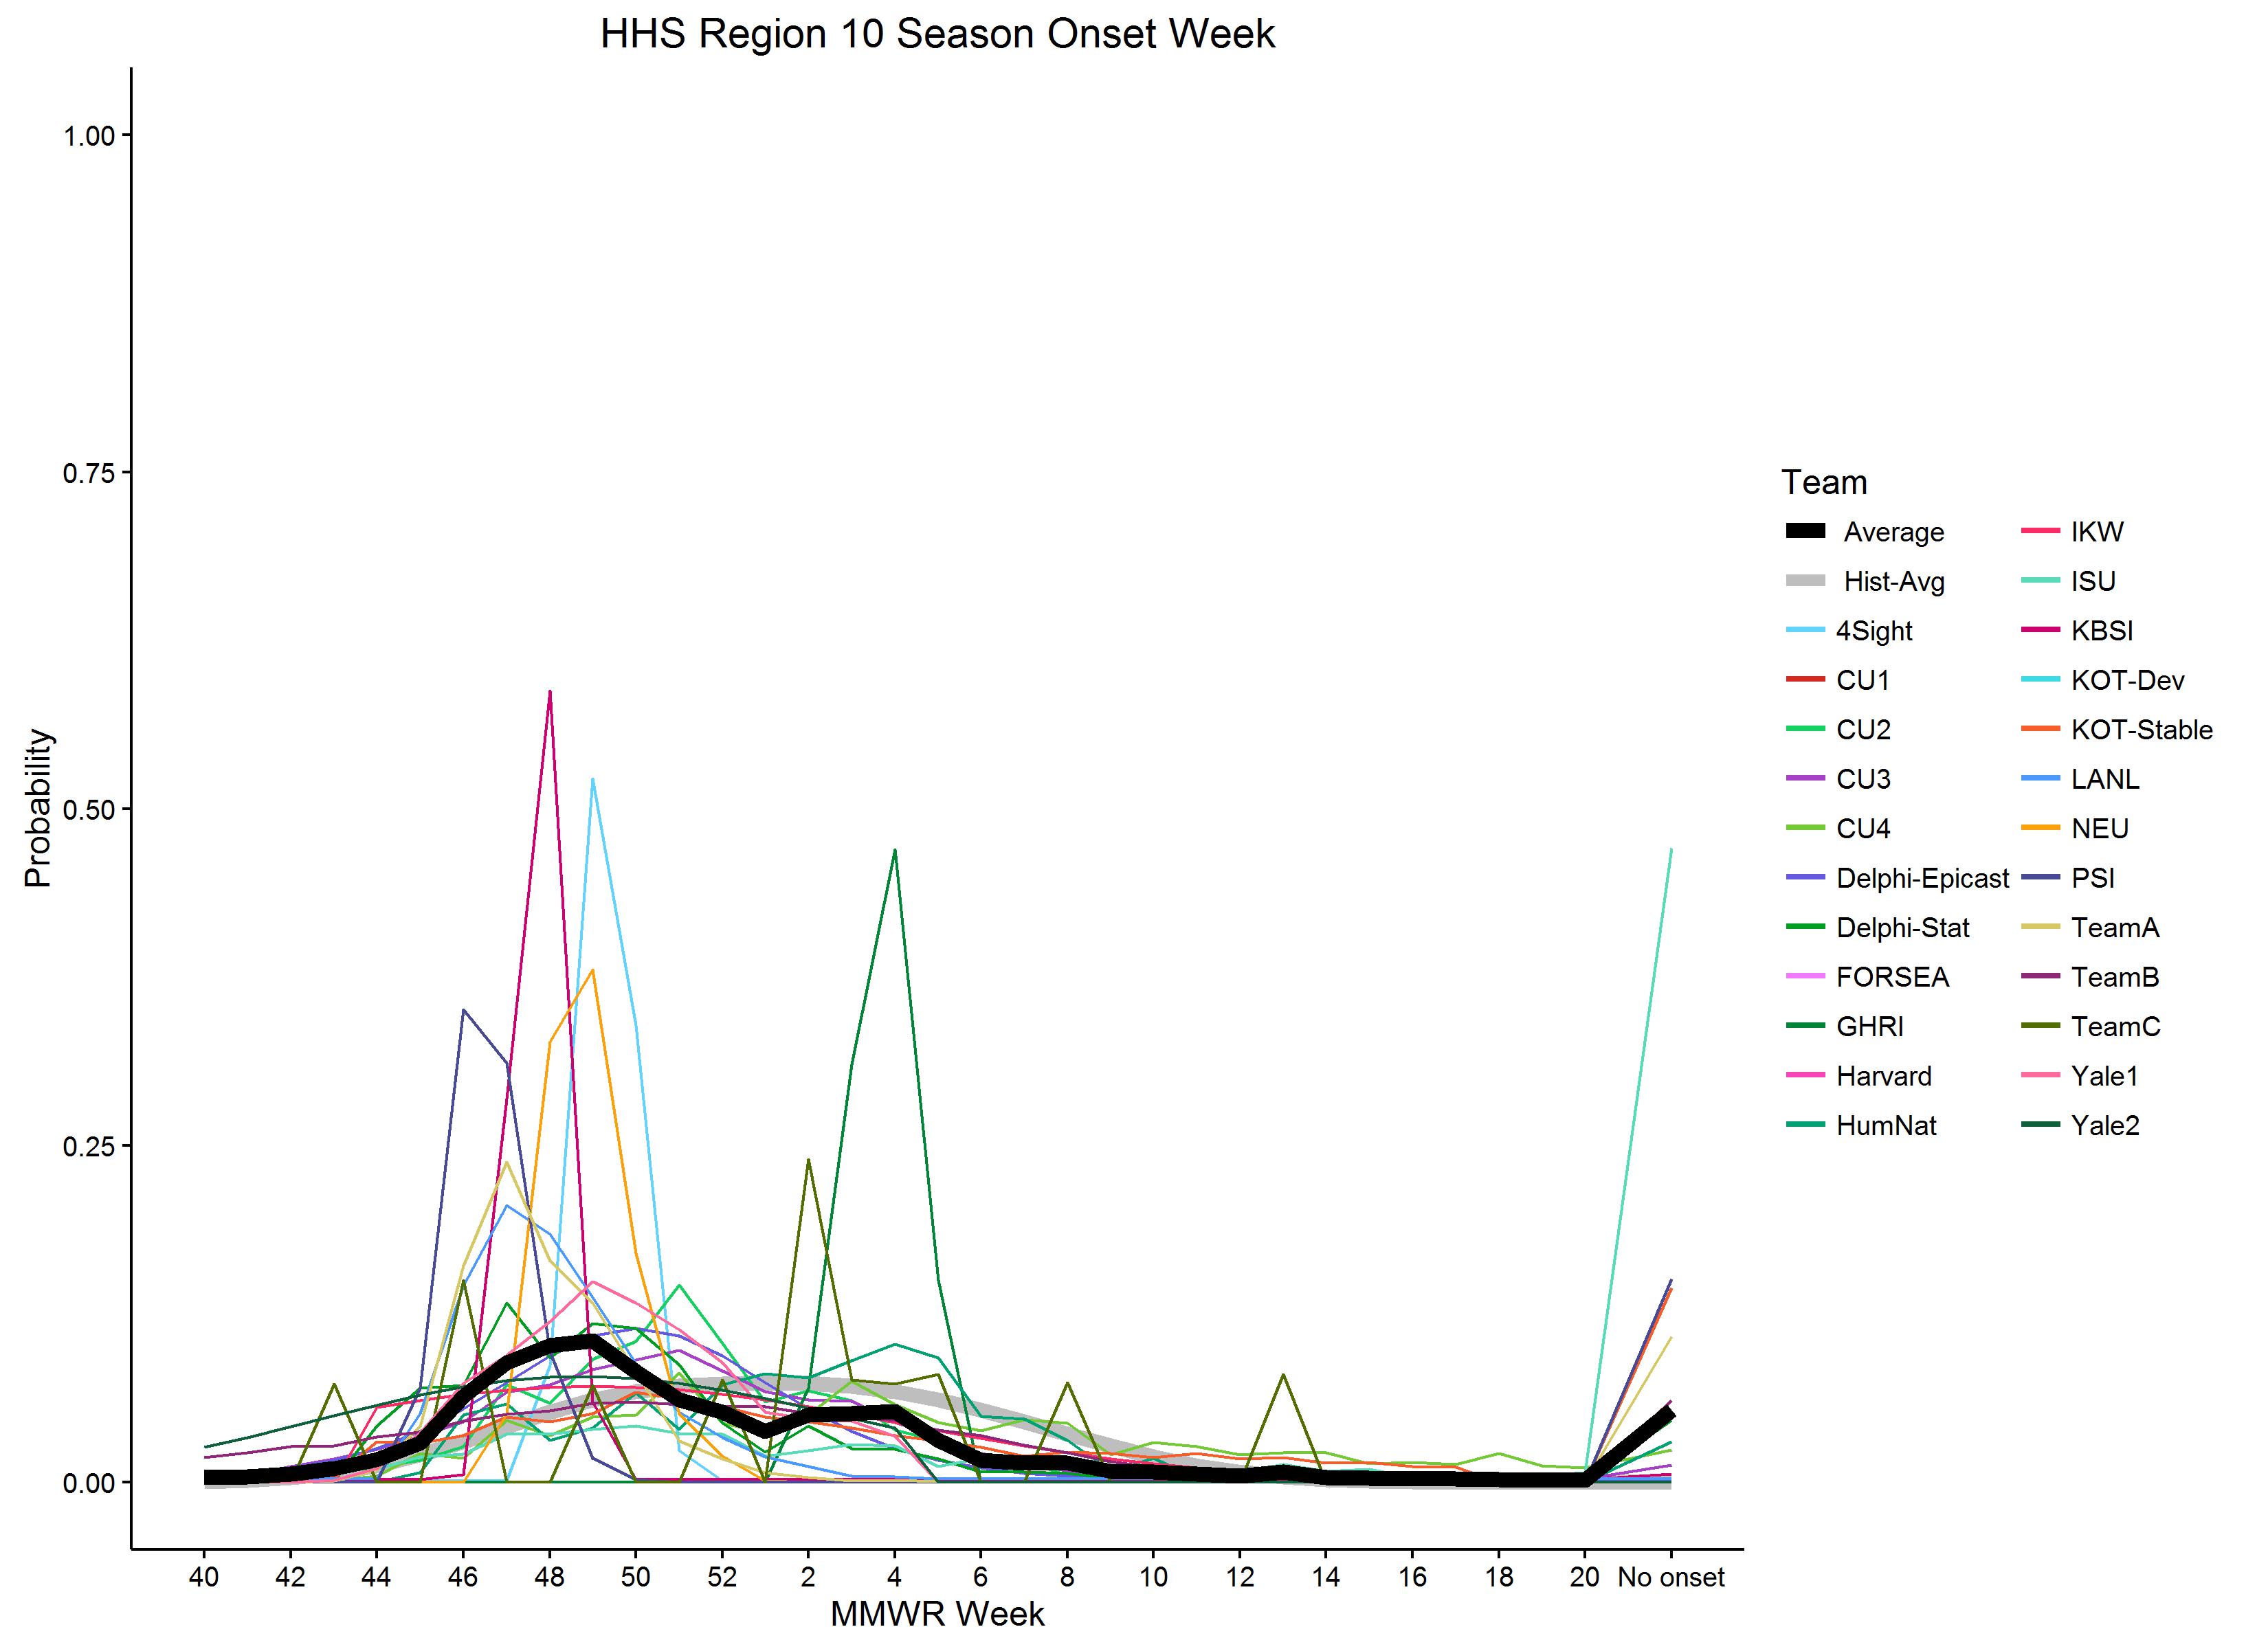 HHS Region 10 Season Onset Week
1.00
0.75
0.50
0.25
0.00
Probability
40 42 44 46 48 50 52 2 4 6 8 10 12 14 16 18 20 No onset
MMWR Week
Team
Average
Hist-Avg
4Sight
CU1
CU2
CU3
CU4
Delphi-Epicast
Delphi-Stat
FORSEA
GHRI
Harvard
HumNat
IKW
ISU
KBSI
KOT-Dev
KOT-Stable
LANL
NEU
PSI
TeamA
TeamB
TeamC
Yale1
Yale2